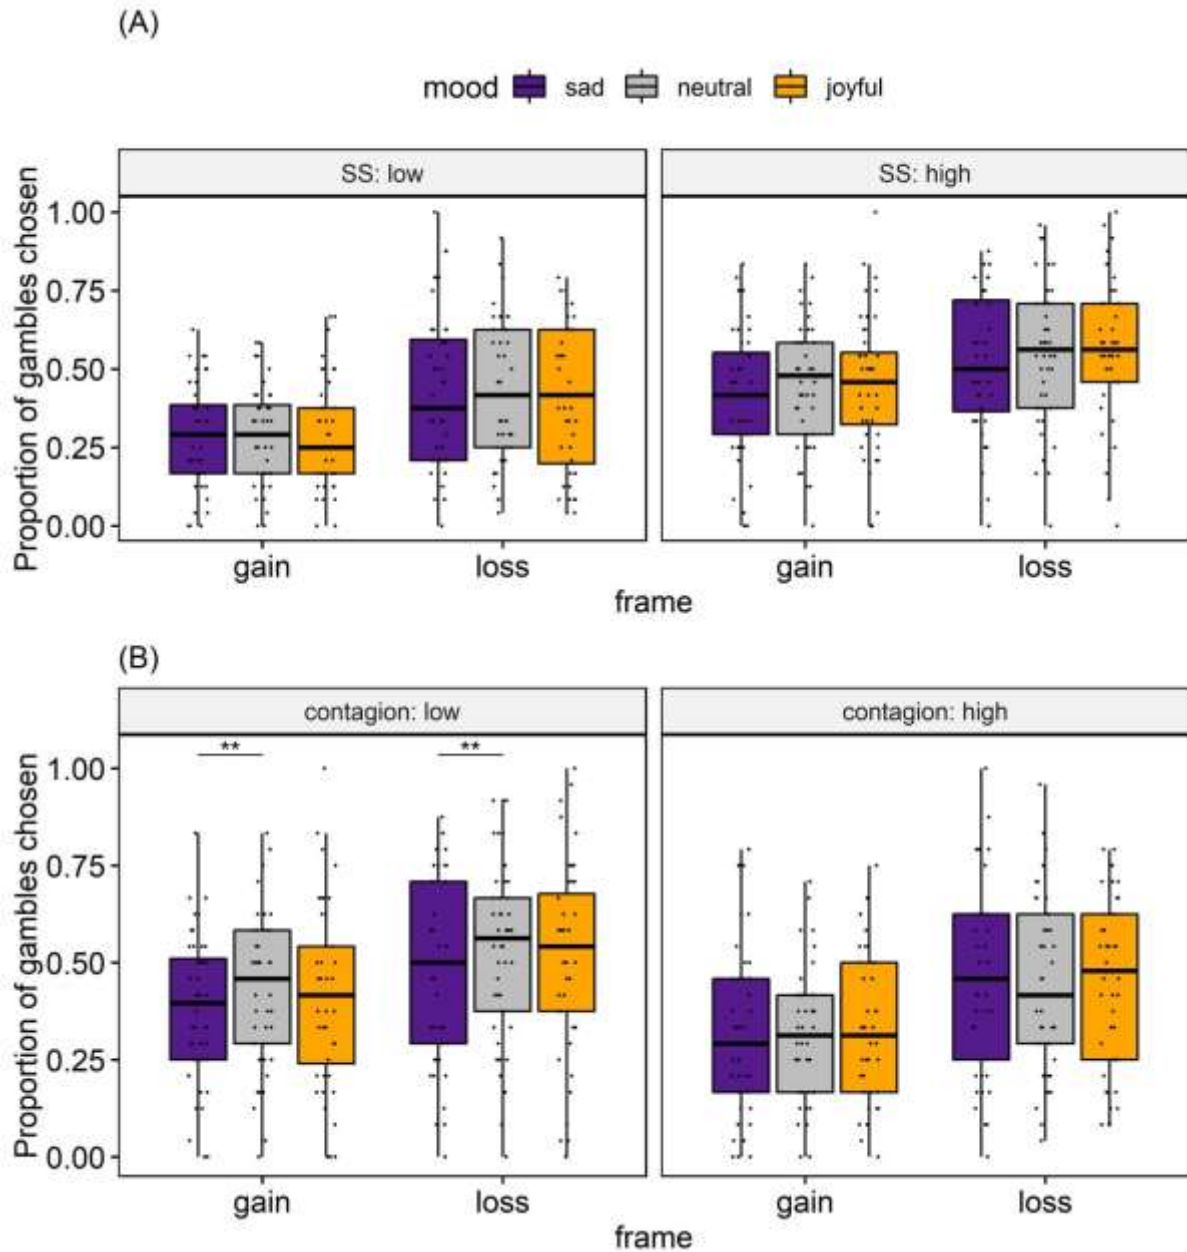 (A)
mood sad neutral joyful
SS: low SS: high
Proportion of gambles chosen
1.00
0.75
0.50
0.25
0.00
gain loss gain loss
frame
(B)
contagion: low contagion: high
** **
Proportion of gambles chosen
1.00
0.75
0.50
0.25
0.00
gain loss gain loss
frame